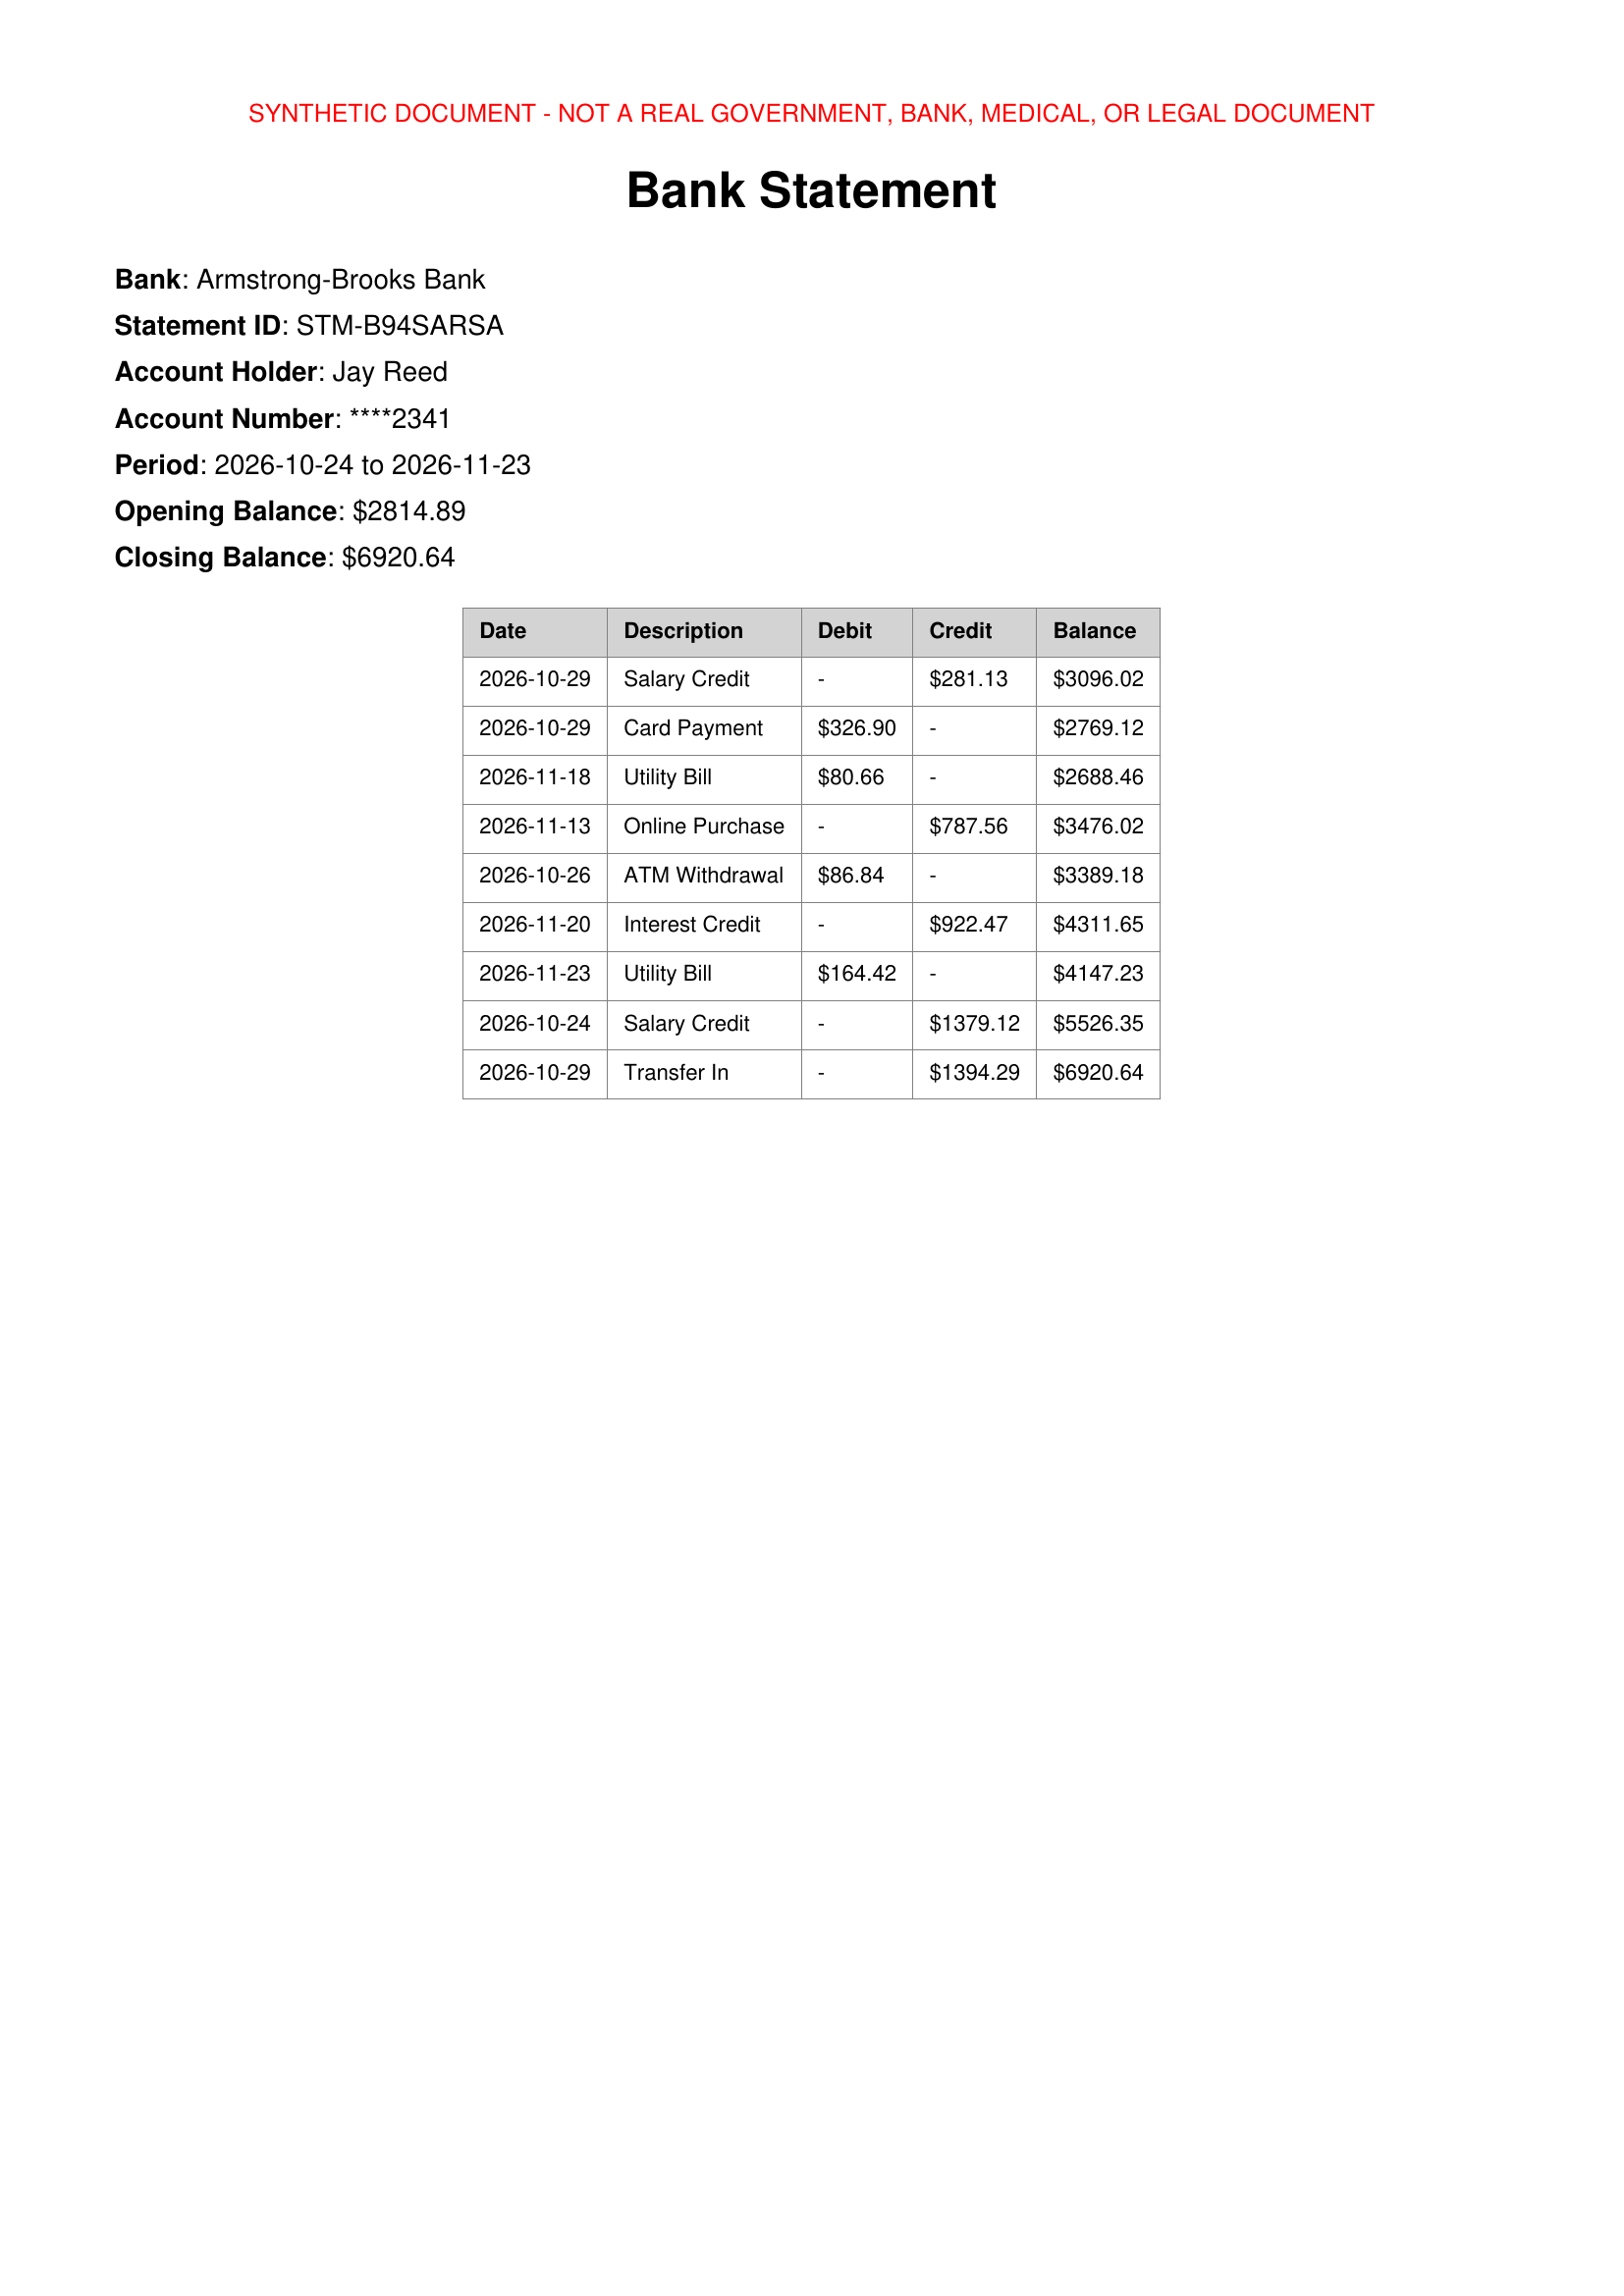 SYNTHETIC DOCUMENT - NOT A REAL GOVERNMENT, BANK, MEDICAL, OR LEGAL DOCUMENT
Bank Statement
Bank: Armstrong-Brooks Bank
Statement ID: STM-B94SARSA
Account Holder: Jay Reed
Account Number: ****2341
Period: 2026-10-24 to 2026-11-23
Opening Balance: $2814.89
Closing Balance: $6920.64
Date Description Debit Credit Balance
2026-10-29 Salary Credit - $281.13 $3096.02
2026-10-29 Card Payment $326.90 - $2769.12
2026-11-18 Utility Bill $80.66 - $2688.46
2026-11-13 Online Purchase - $787.56 $3476.02
2026-10-26 ATM Withdrawal $86.84 - $3389.18
2026-11-20 Interest Credit - $922.47 $4311.65
2026-11-23 Utility Bill $164.42 - $4147.23
2026-10-24 Salary Credit - $1379.12 $5526.35
2026-10-29 Transfer In - $1394.29 $6920.64